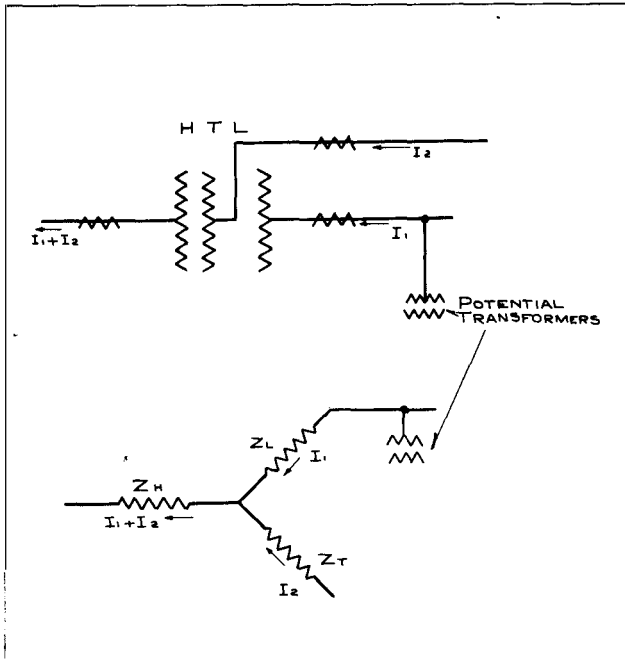 H T L
I2
I1+I2
I1
POTENTIAL
TRANSFORMERS
ZL
I1
ZH
I1+I2
ZT
I2